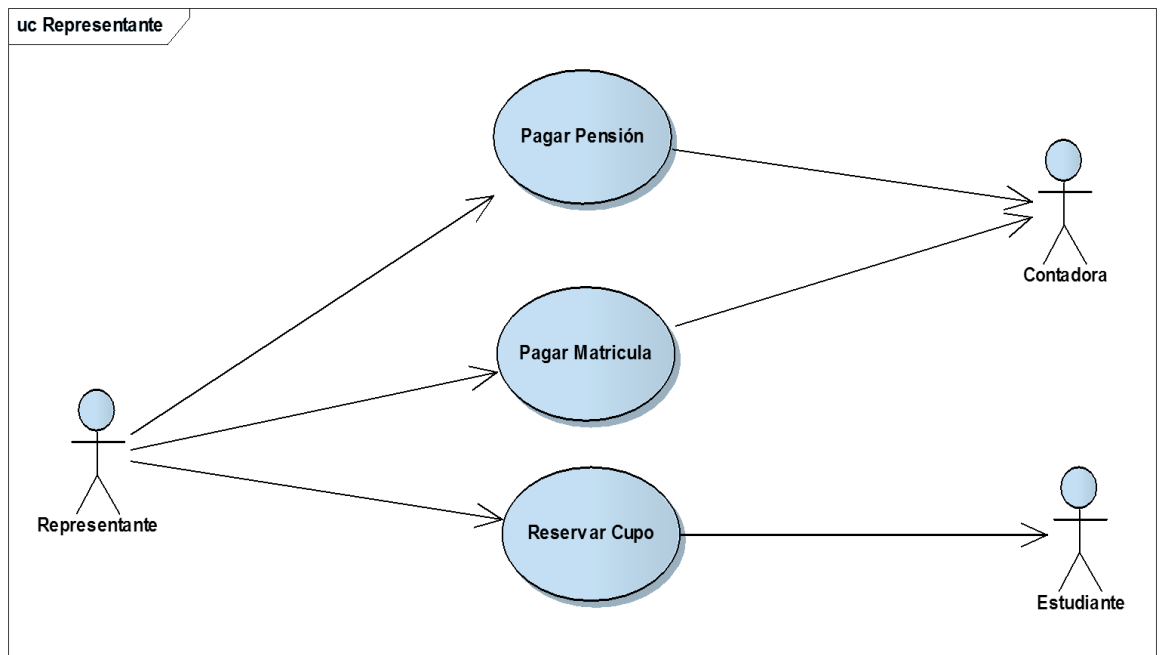 uc Representante
Pagar Pensión
Contadora
Pagar Matricula
Representante
Reservar Cupo
Estudiante